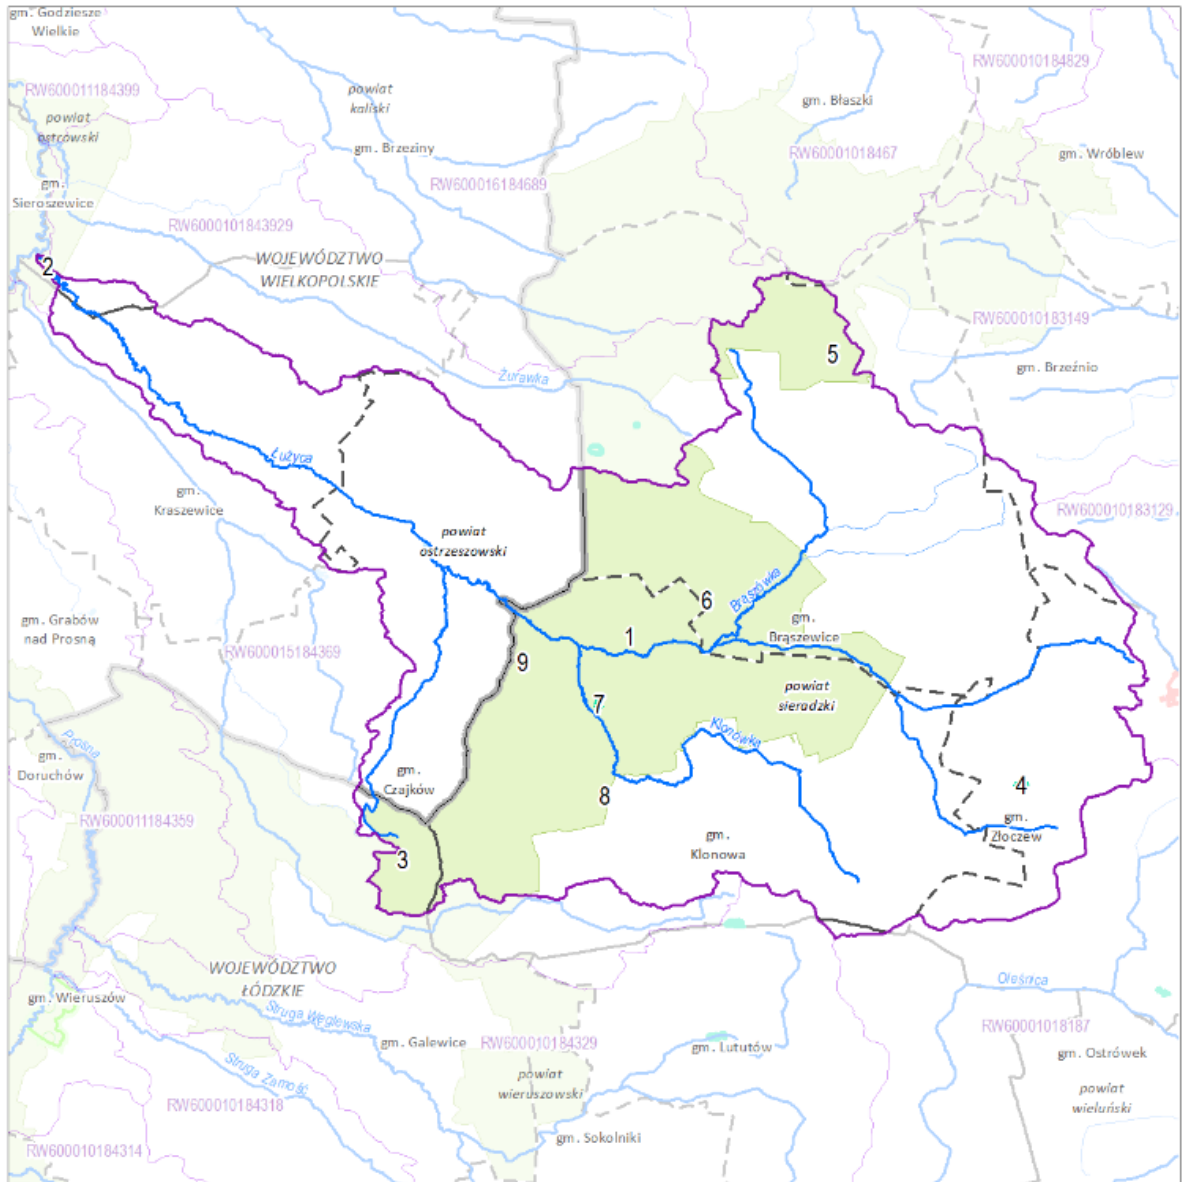 gm. Godziesze
Wielkie
RW600011184399
powiat
ostrowski
powiat
kaliski
gm. Brzeziny
gm. Błaszki
RW600010184829
RW60001018467
gm. Wróblew
gm.
Sieroszewice
RW600016184689
RW6000101843929
WOJEWÓDZTWO
WIELKOPOLSKIE
2
RW600010183149
5
gm. Brzeźnio
Żurawka
Łużyca
gm.
Kraszewice
RW600010183129
powiat
ostrzeszowski
Brąszówka
6
gm. Grabów
nad Prosną
gm.
Brąszewice
1
RW600015184369
9
powiat
sieradzki
7
Prosna
Klonówka
gm.
Doruchów
gm.
Czajków
8
4
RW600011184359
gm.
Złoczew
gm.
Klonowa
3
WOJEWÓDZTWO
ŁÓDZKIE
Oleśnica
gm. Wieruszów
Struga Węglewska
RW60001018187
gm. Galewice
RW600010184329
gm. Lututów
gm. Ostrówek
Struga Zamość
powiat
wieruszowski
powiat
wieluński
RW600010184318
gm. Sokolniki
RW600010184314